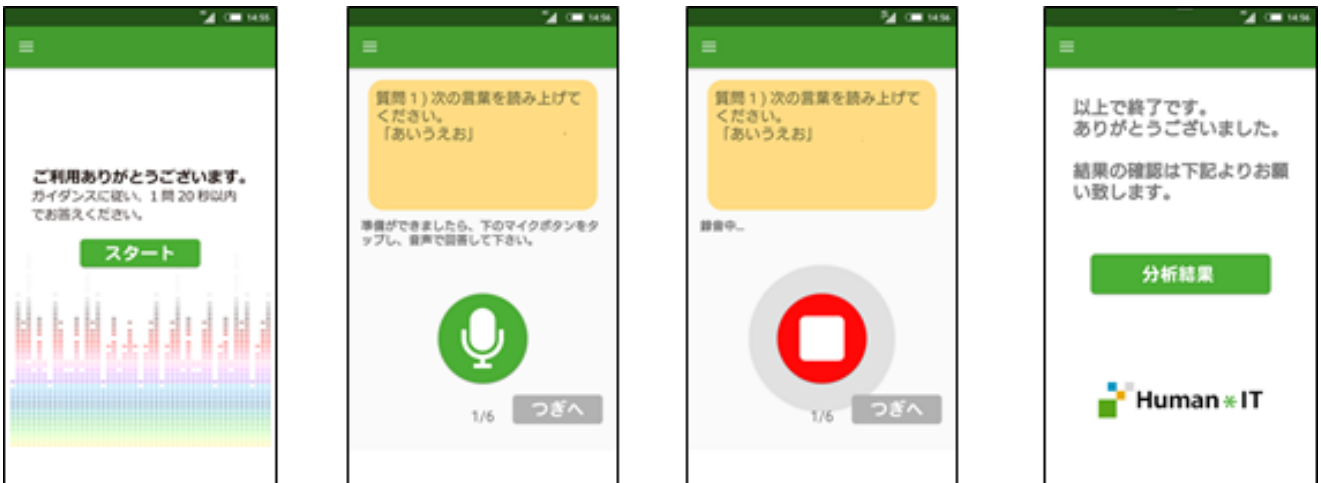 14:55
ご利用ありがとうございます。
ガイダンスに従い、1問20秒以内
でお答えください。
スタート
14:56
質問1)次の言葉を読み上げて
ください。
「あいうえお」
準備ができましたら、下のマイクボタンをタ
ップし、音声で回答して下さい。
1/6
つぎへ
14:56
質問1)次の言葉を読み上げて
ください。
「あいうえお」
録音中...
1/6
つぎへ
14:56
以上で終了です。
ありがとうございました。
結果の確認は下記よりお願
い致します。
分析結果
Human*IT